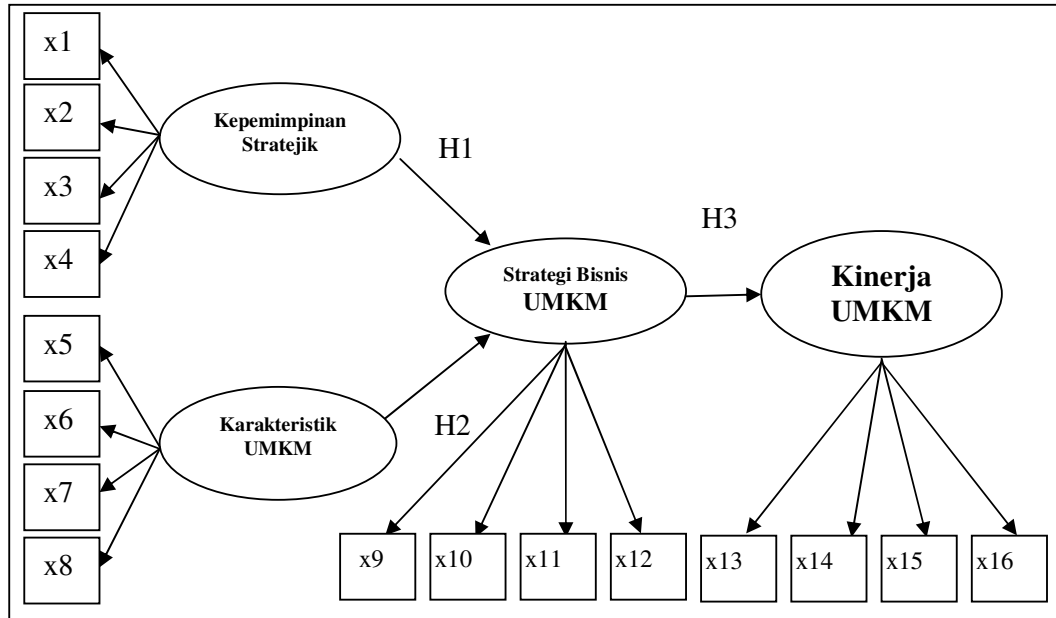 x1
x2
x3
x4
Kepemimpinan
Stratejik
H1
H3
Strategi Bisnis
UMKM
Kinerja
UMKM
x5
x6
x7
x8
Karakteristik
UMKM
H2
x9
x10
x11
x12
x13
x14
x15
x16